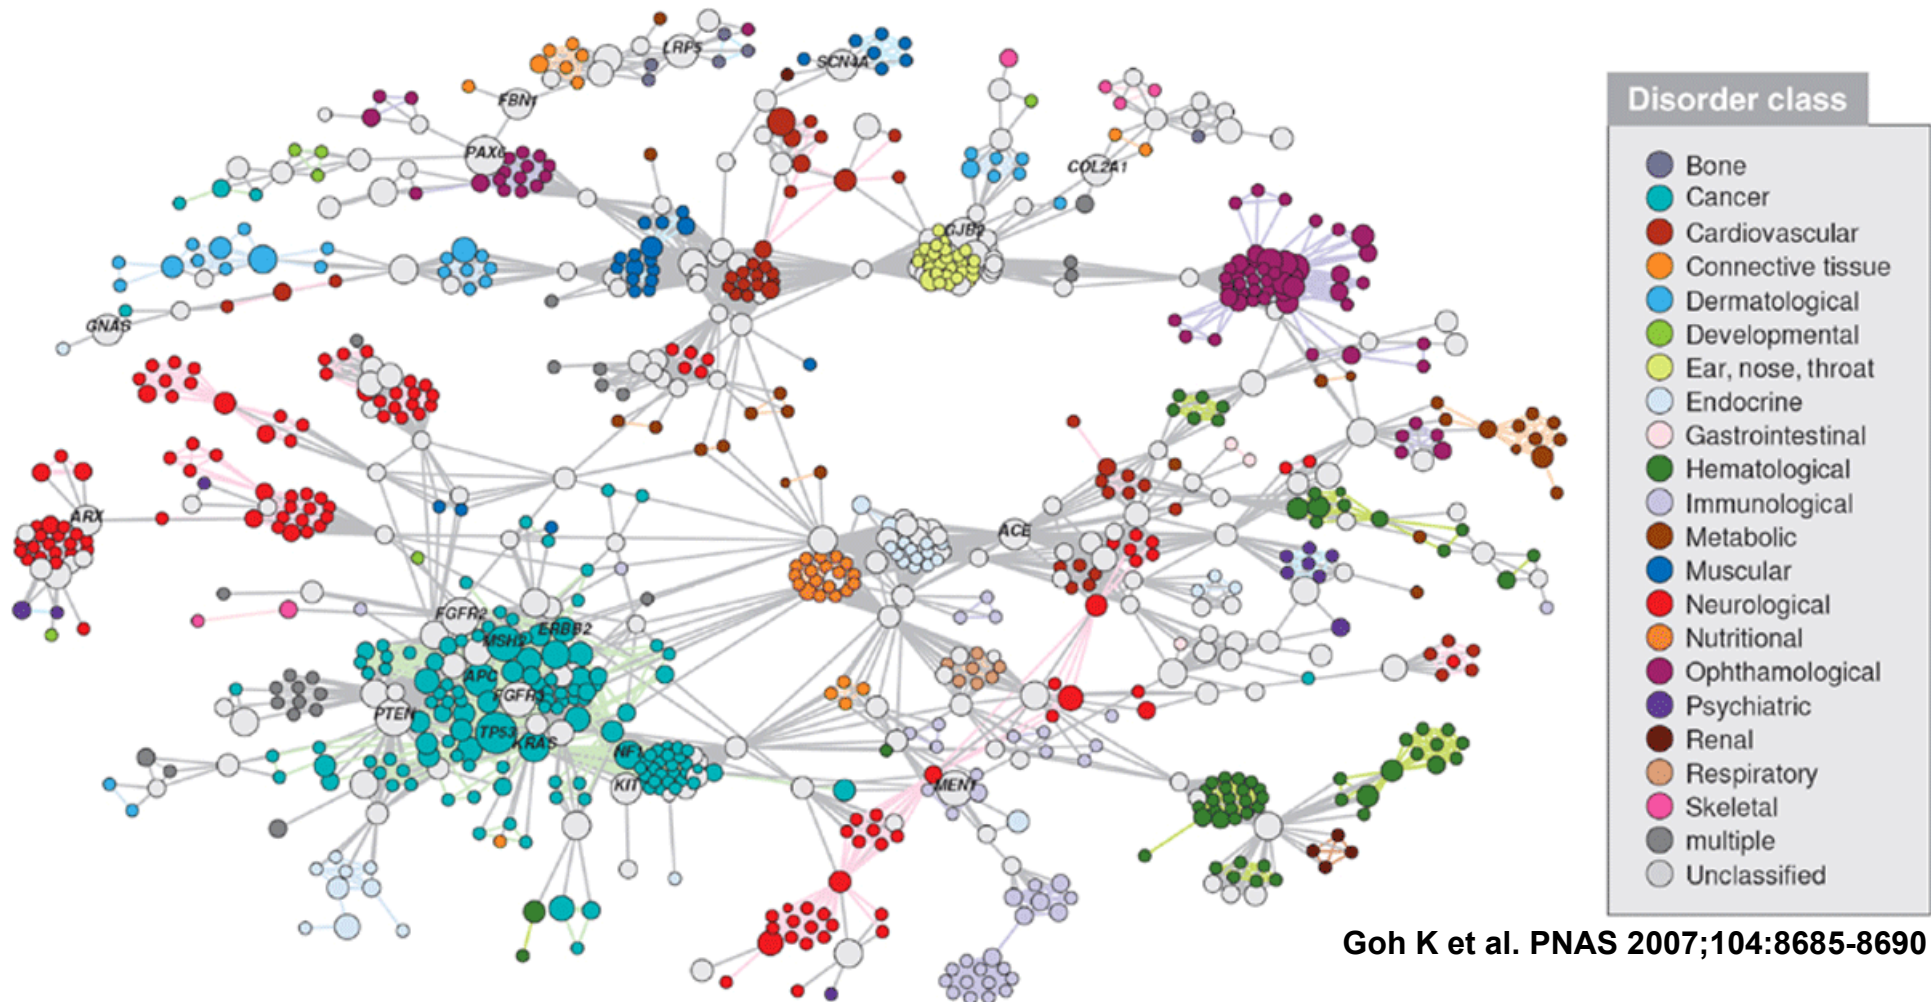 LRP5
SCN4A
FBN1
PAX6
COL2A1
GJB2
GNAS
ARX
ACE
FGFR2
ERBB2
MSH2
APC
FGFR3
PTEN
TP53
KRAS
NF1
KIT
MEN1
Disorder class
Bone
Cancer
Cardiovascular
Connective tissue
Dermatological
Developmental
Ear, nose, throat
Endocrine
Gastrointestinal
Hematological
Immunological
Metabolic
Muscular
Neurological
Nutritional
Ophthamological
Psychiatric
Renal
Respiratory
Skeletal
multiple
Unclassified
Goh K et al. PNAS 2007;104:8685-8690